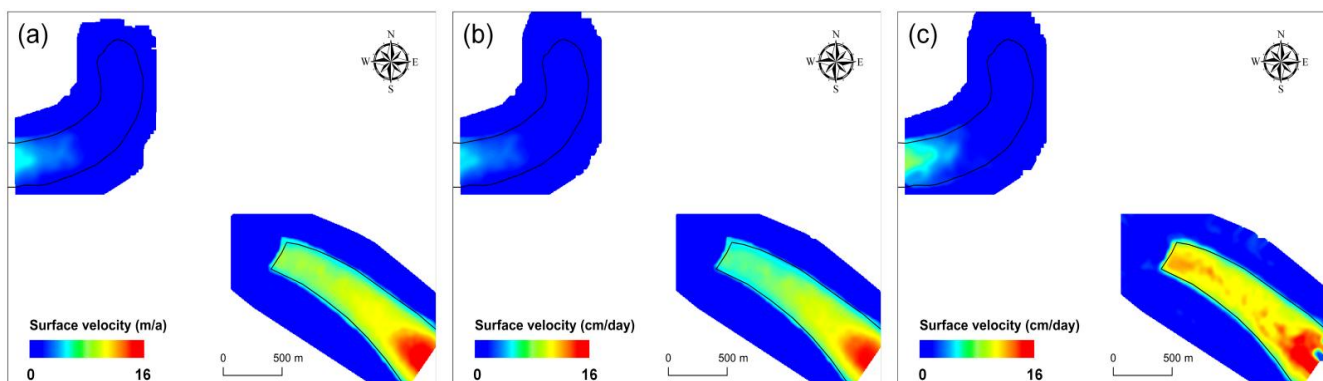 (a)
N
W E
S
Surface velocity (m/a)
0 16
0 500 m
(b)
N
W E
S
Surface velocity (cm/day)
0 16
0 500 m
(c)
N
W E
S
Surface velocity (cm/day)
0 16
0 500 m